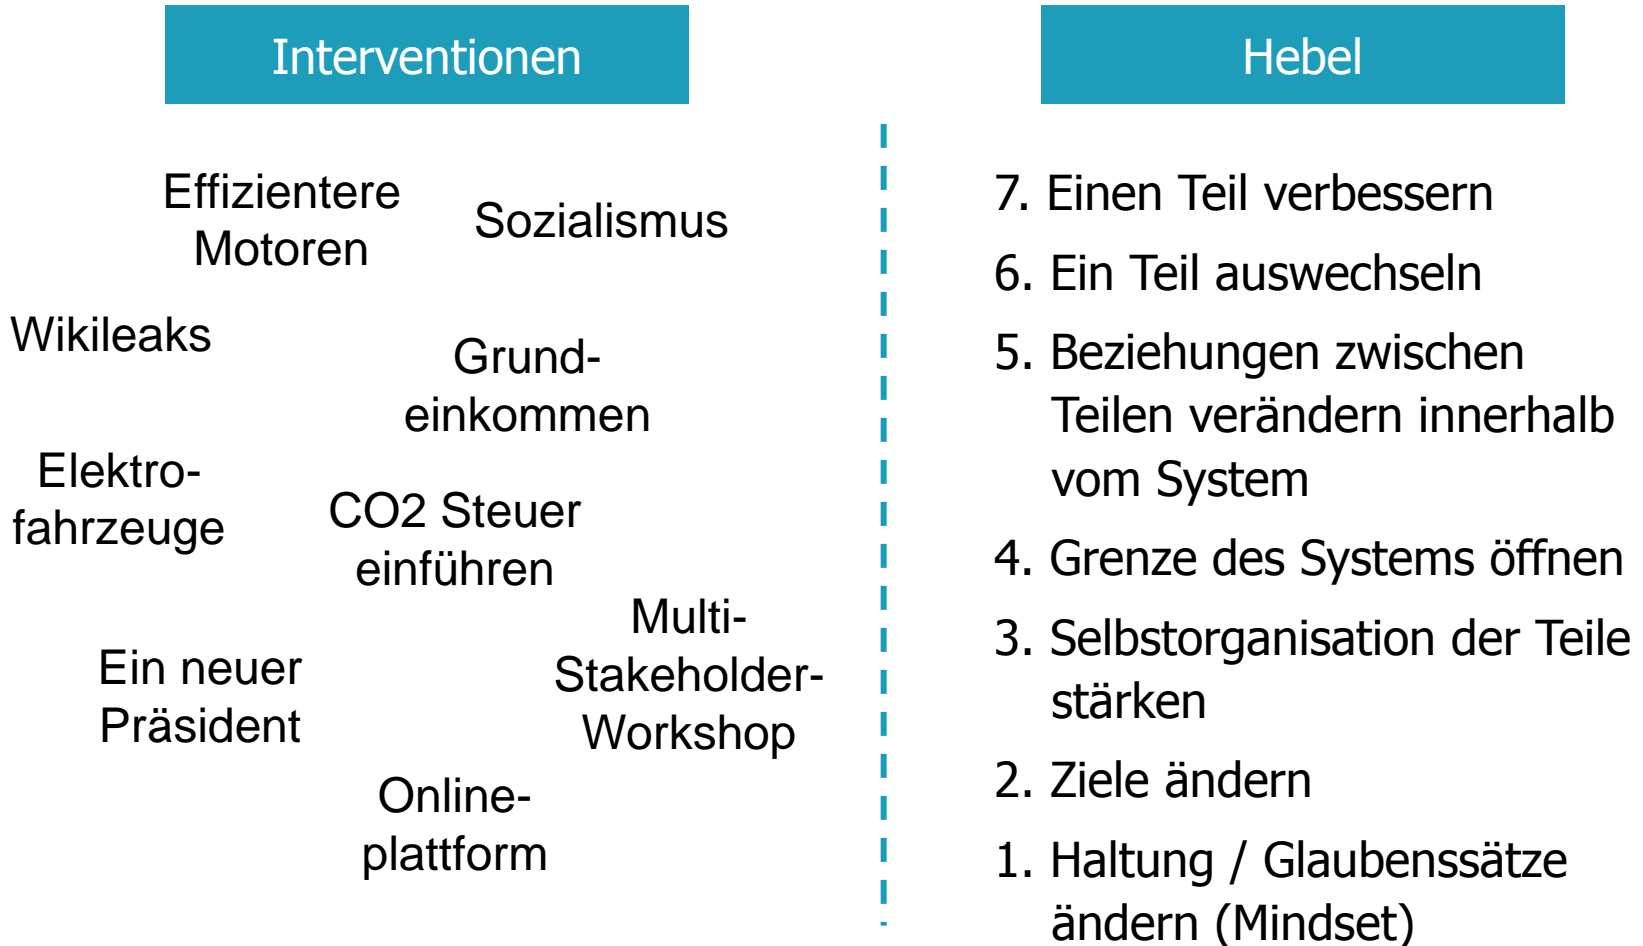 Interventionen
Hebel
Effizientere
Motoren
Sozialismus
Wikileaks
Grund-
einkommen
Elektro-
fahrzeuge
CO2 Steuer
einführen
Multi-
Stakeholder-
Workshop
Ein neuer
Präsident
Online-
plattform
7. Einen Teil verbessern
6. Ein Teil auswechseln
5. Beziehungen zwischen
Teilen verändern innerhalb
vom System
4. Grenze des Systems öffnen
3. Selbstorganisation der Teile
stärken
2. Ziele ändern
1. Haltung / Glaubenssätze
ändern (Mindset)